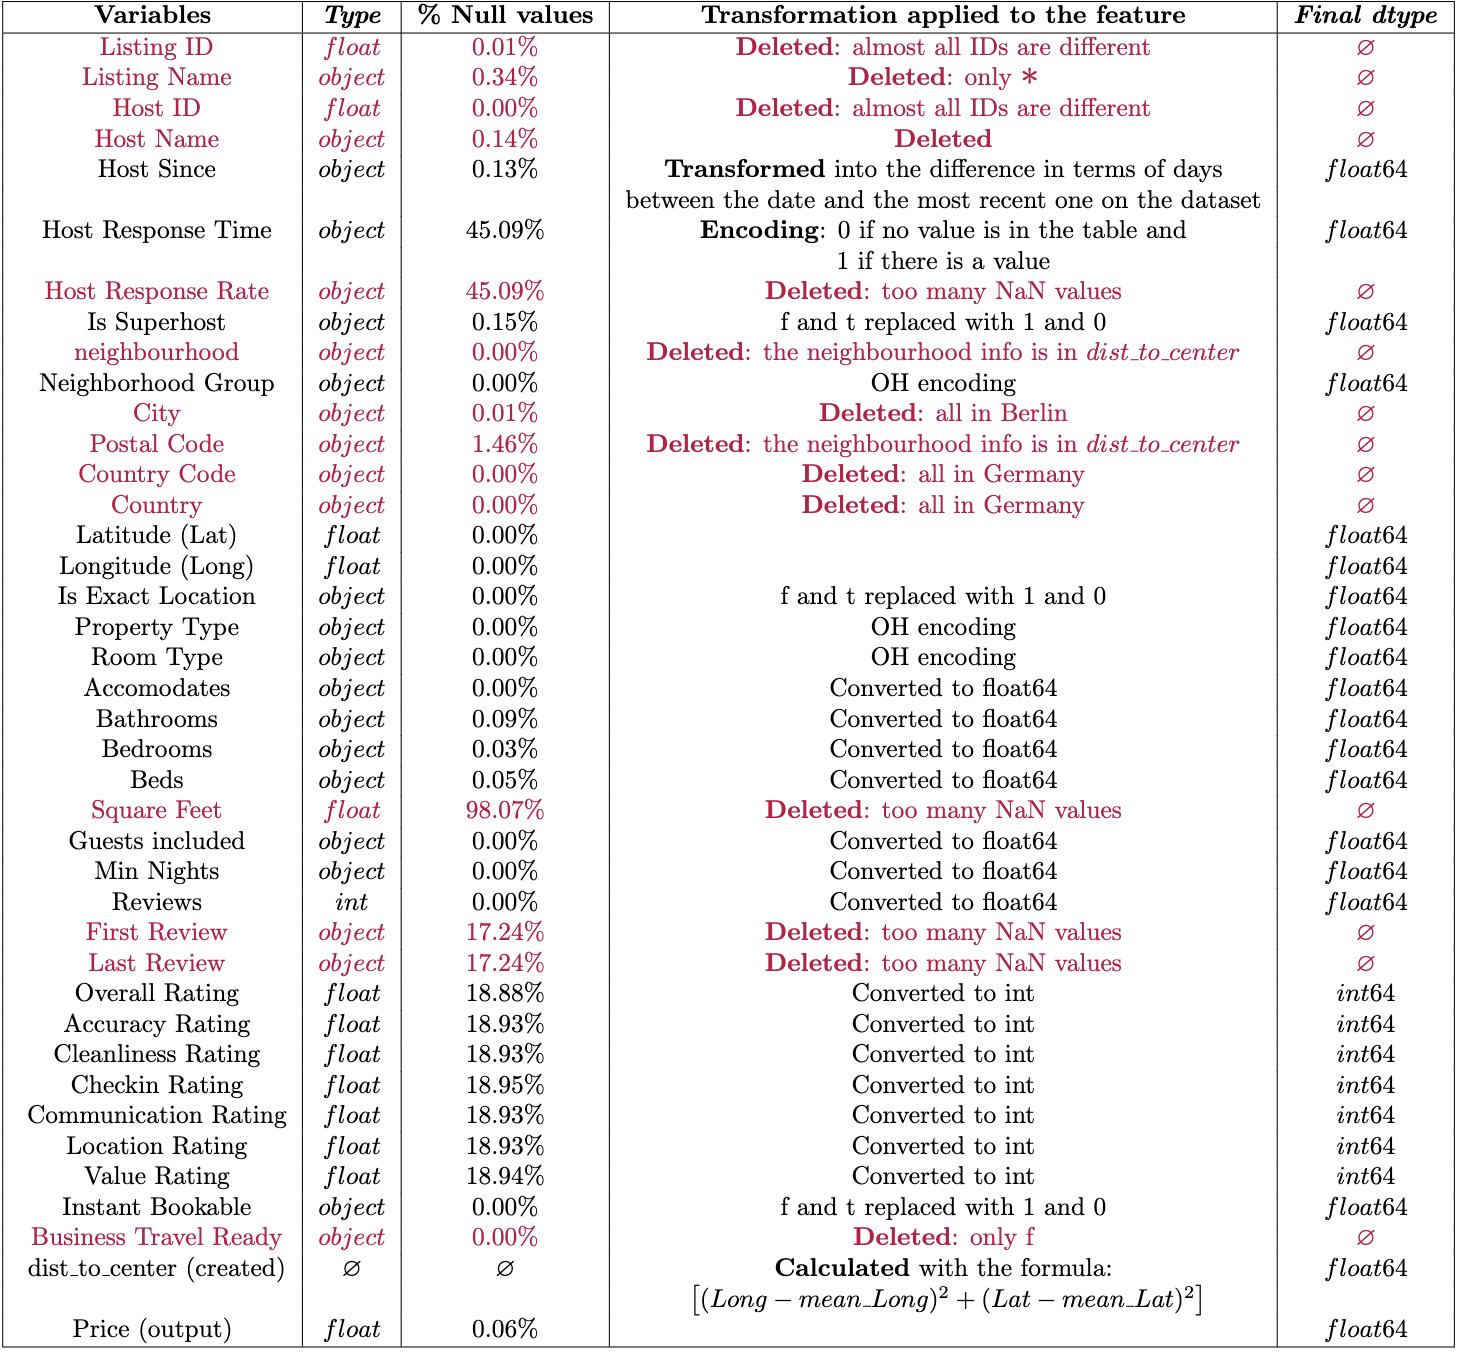 Variables Type % Null values Transformation applied to the feature Final dtype
Listing ID float 0.01% Deleted: almost all IDs are different ∅
Listing Name object 0.34% Deleted: only * ∅
Host ID float 0.00% Deleted: almost all IDs are different ∅
Host Name object 0.14% Deleted ∅
Host Since object 0.13% Transformed into the difference in terms of days float64
between the date and the most recent one on the dataset
Host Response Time object 45.09% Encoding: 0 if no value is in the table and float64
1 if there is a value
Host Response Rate object 45.09% Deleted: too many NaN values ∅
Is Superhost object 0.15% f and t replaced with 1 and 0 float64
neighbourhood object 0.00% Deleted: the neighbourhood info is in dist_to_center ∅
Neighborhood Group object 0.00% OH encoding float64
City object 0.01% Deleted: all in Berlin ∅
Postal Code object 1.46% Deleted: the neighbourhood info is in dist_to_center ∅
Country Code object 0.00% Deleted: all in Germany ∅
Country object 0.00% Deleted: all in Germany ∅
Latitude (Lat) float 0.00% float64
Longitude (Long) float 0.00% float64
Is Exact Location object 0.00% f and t replaced with 1 and 0 float64
Property Type object 0.00% OH encoding float64
Room Type object 0.00% OH encoding float64
Accomodates object 0.00% Converted to float64 float64
Bathrooms object 0.09% Converted to float64 float64
Bedrooms object 0.03% Converted to float64 float64
Beds object 0.05% Converted to float64 float64
Square Feet float 98.07% Deleted: too many NaN values ∅
Guests included object 0.00% Converted to float64 float64
Min Nights object 0.00% Converted to float64 float64
Reviews int 0.00% Converted to float64 float64
First Review object 17.24% Deleted: too many NaN values ∅
Last Review object 17.24% Deleted: too many NaN values ∅
Overall Rating float 18.88% Converted to int int64
Accuracy Rating float 18.93% Converted to int int64
Cleanliness Rating float 18.93% Converted to int int64
Checkin Rating float 18.95% Converted to int int64
Communication Rating float 18.93% Converted to int int64
Location Rating float 18.93% Converted to int int64
Value Rating float 18.94% Converted to int int64
Instant Bookable object 0.00% f and t replaced with 1 and 0 float64
Business Travel Ready object 0.00% Deleted: only f ∅
dist_to_center (created) ∅ ∅ Calculated with the formula: float64
[(Long − mean_Long)² + (Lat − mean_Lat)²]
Price (output) float 0.06% float64